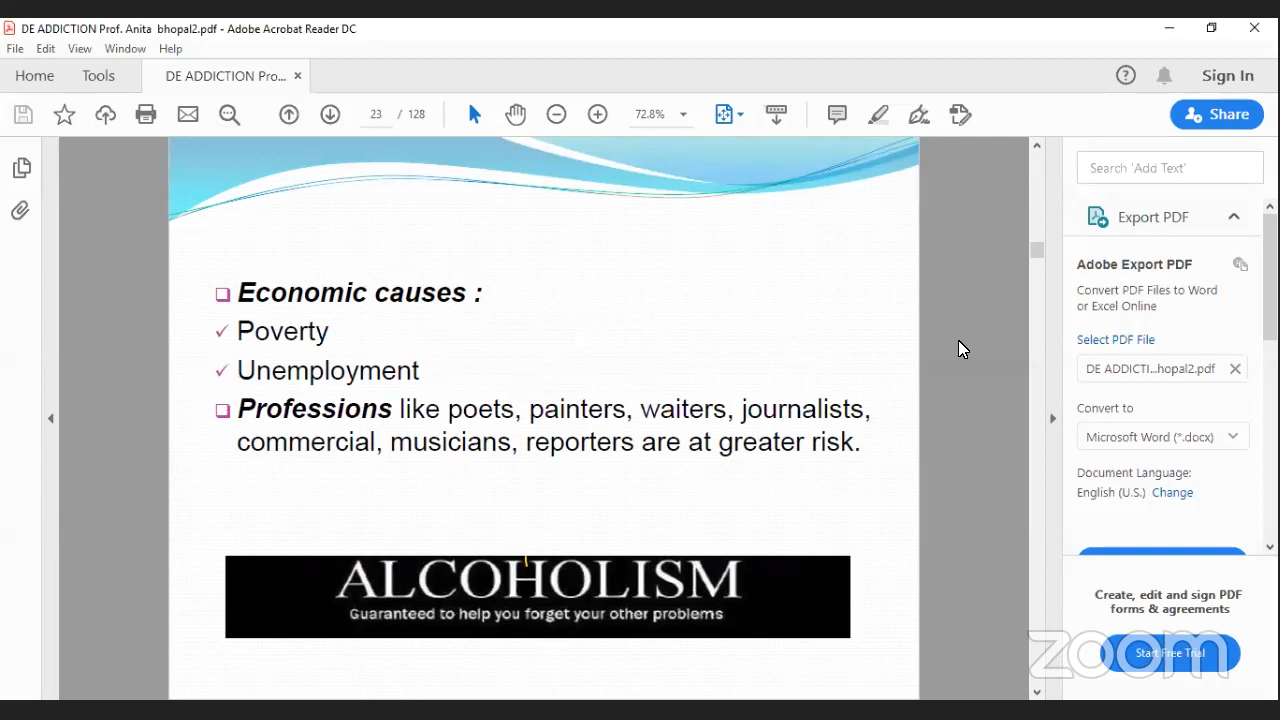 DE ADDICTION Prof. Anita bhopal2.pdf - Adobe Acrobat Reader DC
File Edit View Window Help
Home Tools DE ADDICTION Pro... × Sign In
23 / 128 72.8% Share
Search 'Add Text'
Export PDF
Adobe Export PDF
Convert PDF Files to Word
or Excel Online
Select PDF File
DE ADDICTI...hopal2.pdf
Convert to
Microsoft Word (*.docx)
Document Language:
English (U.S.) Change
Create, edit and sign PDF
forms & agreements
Start Free Trial
zoom
Economic causes :
Poverty
Unemployment
Professions like poets, painters, waiters, journalists,
commercial, musicians, reporters are at greater risk.
ALCOHOLISM
Guaranteed to help you forget your other problems